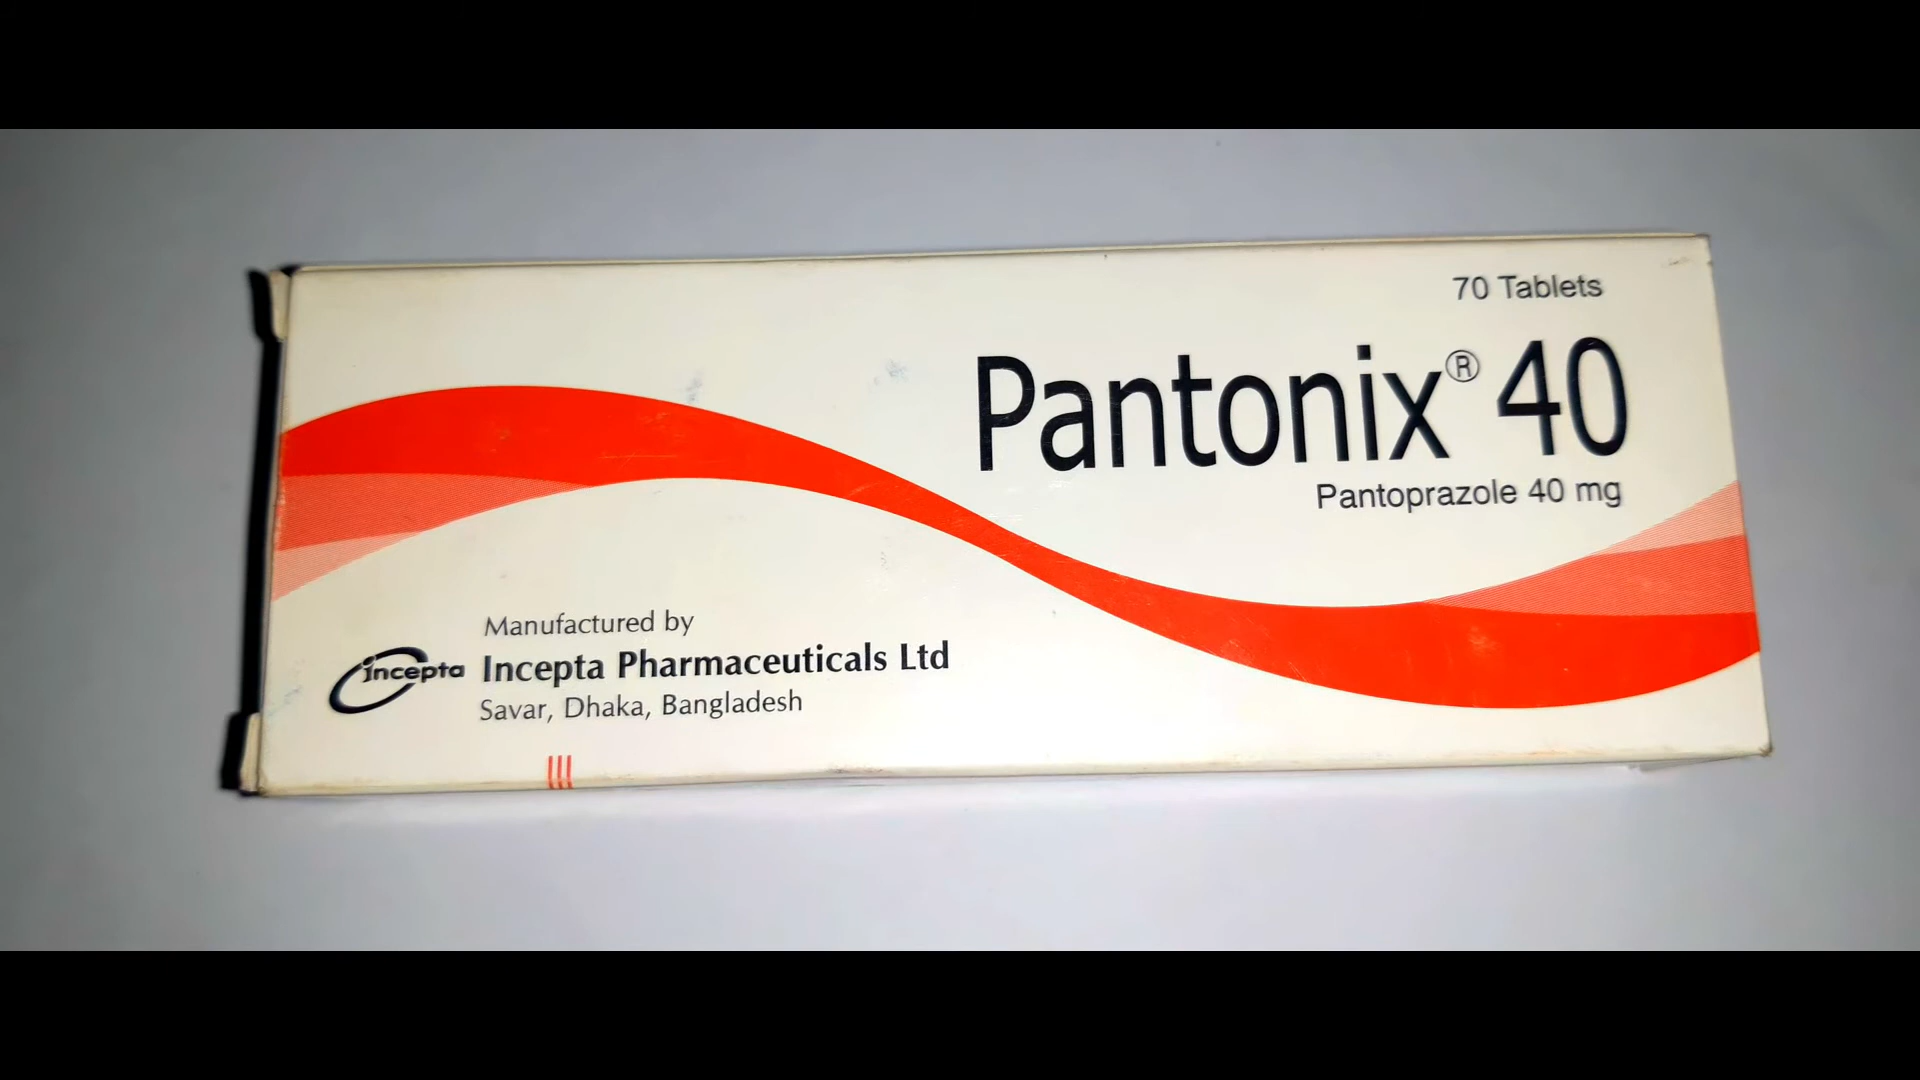 70 Tablets
Pantonix® 40
Pantoprazole 40 mg
Manufactured by
incepta
Incepta Pharmaceuticals Ltd
Savar, Dhaka, Bangladesh